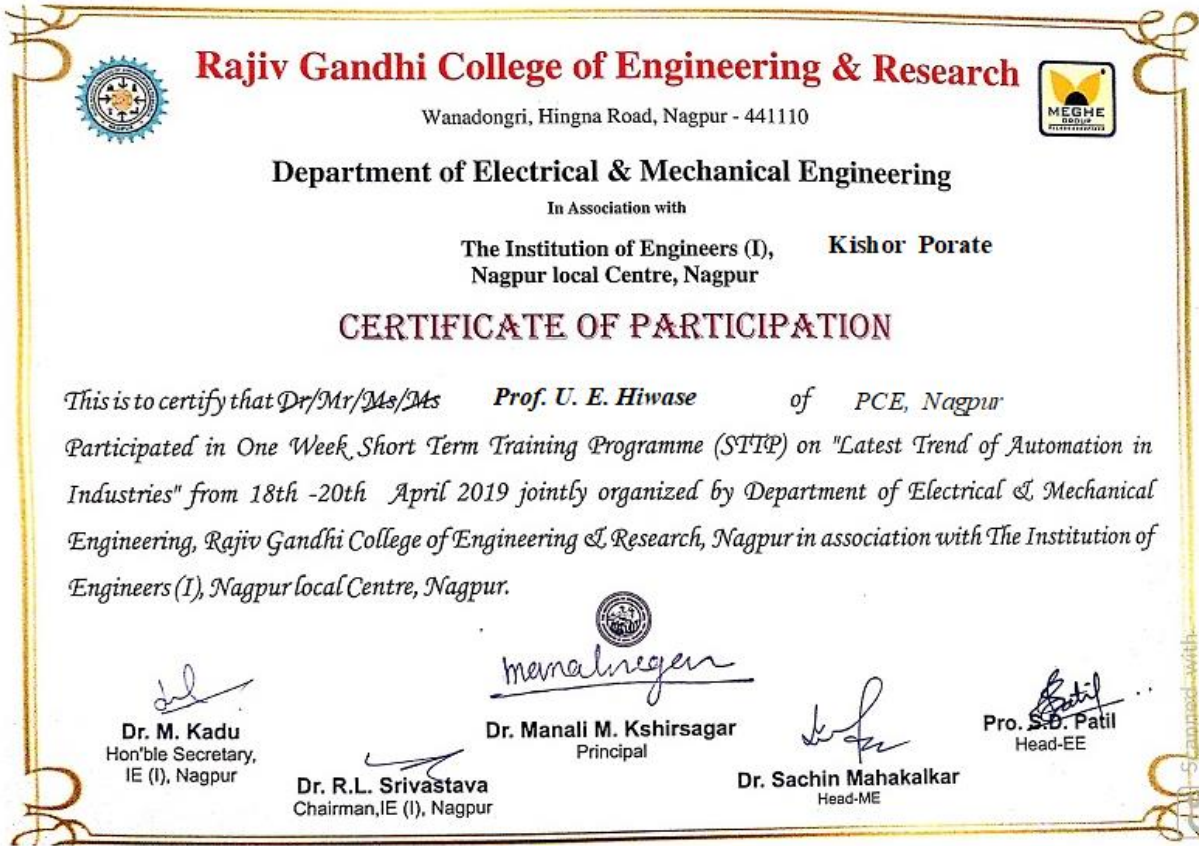 Rajiv Gandhi College of Engineering & Research
MEGHE
GROUP
Wanadongri, Hingna Road, Nagpur - 441110
Department of Electrical & Mechanical Engineering
In Association with
The Institution of Engineers (I), Kishor Porate
Nagpur local Centre, Nagpur
CERTIFICATE OF PARTICIPATION
This is to certify that Dr/Mr/Ms/Ms Prof. U. E. Hiwase of PCE, Nagpur
Participated in One Week Short Term Training Programme (STTP) on "Latest Trend of Automation in
Industries" from 18th -20th April 2019 jointly organized by Department of Electrical & Mechanical
Engineering, Rajiv Gandhi College of Engineering & Research, Nagpur in association with The Institution of
Engineers (I), Nagpur local Centre, Nagpur.
Dr. M. Kadu
Hon'ble Secretary,
IE (I), Nagpur
Dr. R.L. Srivastava
Chairman,IE (I), Nagpur
Dr. Manali M. Kshirsagar
Principal
Dr. Sachin Mahakalkar
Head-ME
Pro. S.D. Patil
Head-EE
Scanned with